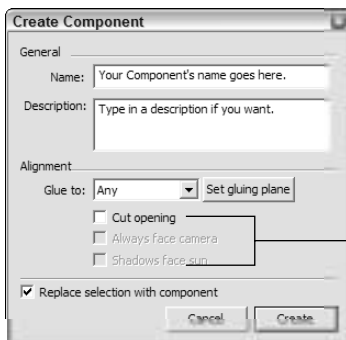 Create Component
General
Name: Your Component's name goes here.
Description: Type in a description if you want.
Alignment
Glue to: Any Set gluing plane
Cut opening
Always face camera
Shadows face sun
Replace selection with component
Cancel Create